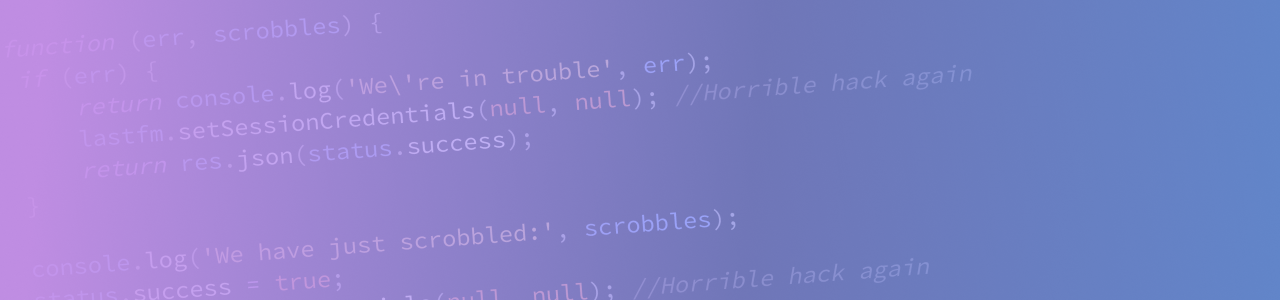 function (err, scrobbles) {
if (err) {
return console.log('We\'re in trouble', err);
lastfm.setSessionCredentials(null, null); //Horrible hack again
return res.json(status.success);
}
console.log('We have just scrobbled:', scrobbles);
status.success = true;
null, null); //Horrible hack again